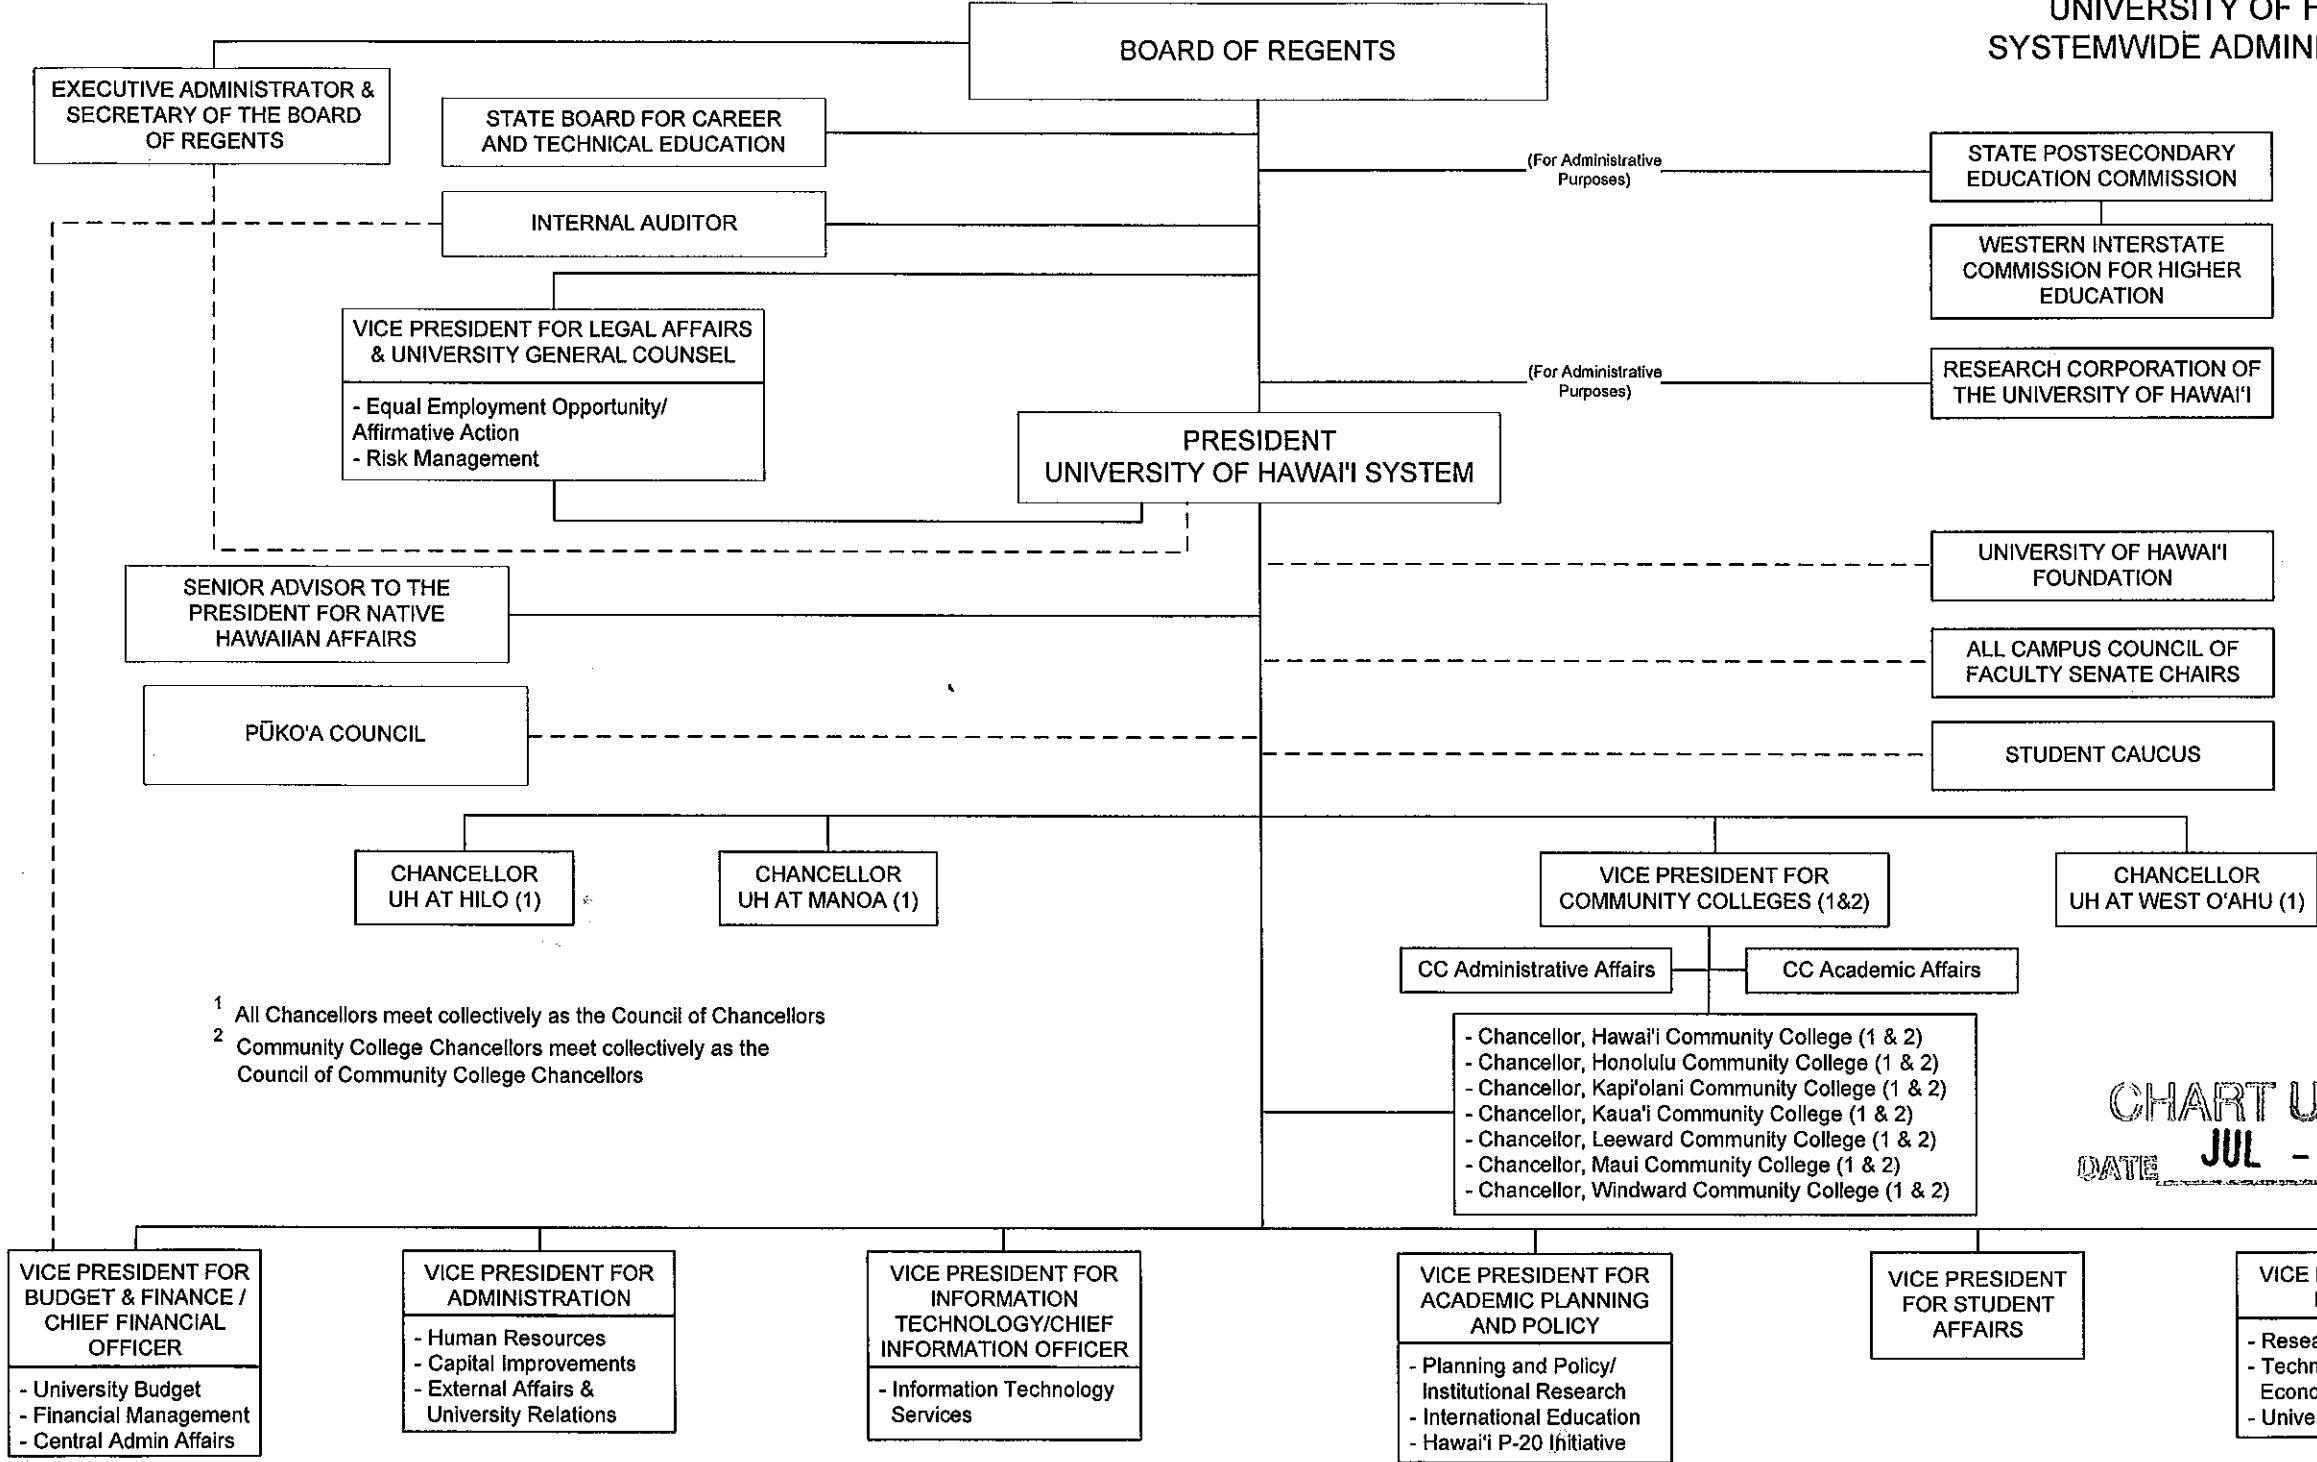 UNIVERSITY OF
SYSTEMWIDE
BOARD OF REGENTS
EXECUTIVE ADMINISTRATOR &
SECRETARY OF THE BOARD
OF REGENTS
STATE BOARD FOR CAREER
AND TECHNICAL EDUCATION
(For Administrative
Purposes)
STATE POSTSECONDARY
EDUCATION COMMISSION
INTERNAL AUDITOR
WESTERN INTERSTATE
COMMISSION FOR HIGHER
EDUCATION
VICE PRESIDENT FOR LEGAL AFFAIRS
& UNIVERSITY GENERAL COUNSEL
- Equal Employment Opportunity/
Affirmative Action
- Risk Management
(For Administrative
Purposes)
RESEARCH CORPORATION OF
THE UNIVERSITY OF HAWAI'I
PRESIDENT
UNIVERSITY OF HAWAI'I SYSTEM
SENIOR ADVISOR TO THE
PRESIDENT FOR NATIVE
HAWAIIAN AFFAIRS
UNIVERSITY OF HAWAI'I
FOUNDATION
ALL CAMPUS COUNCIL OF
FACULTY SENATE CHAIRS
PŪKO'A COUNCIL
STUDENT CAUCUS
CHANCELLOR
UH AT HILO (1)
CHANCELLOR
UH AT MANOA (1)
VICE PRESIDENT FOR
COMMUNITY COLLEGES (1&2)
CHANCELLOR
UH AT WEST O'AHU (1)
CC Administrative Affairs
CC Academic Affairs
1 All Chancellors meet collectively as the Council of Chancellors
2 Community College Chancellors meet collectively as the
Council of Community College Chancellors
- Chancellor, Hawai'i Community College (1 & 2)
- Chancellor, Honolulu Community College (1 & 2)
- Chancellor, Kapi'olani Community College (1 & 2)
- Chancellor, Kaua'i Community College (1 & 2)
- Chancellor, Leeward Community College (1 & 2)
- Chancellor, Maui Community College (1 & 2)
- Chancellor, Windward Community College (1 & 2)
CHART
DATE JUL -
VICE PRESIDENT FOR
BUDGET & FINANCE /
CHIEF FINANCIAL
OFFICER
- University Budget
- Financial Management
- Central Admin Affairs
VICE PRESIDENT FOR
ADMINISTRATION
- Human Resources
- Capital Improvements
- External Affairs &
University Relations
VICE PRESIDENT FOR
INFORMATION
TECHNOLOGY/CHIEF
INFORMATION OFFICER
- Information Technology
Services
VICE PRESIDENT FOR
ACADEMIC PLANNING
AND POLICY
- Planning and Policy/
Institutional Research
- International Education
- Hawai'i P-20 Initiative
VICE PRESIDENT
FOR STUDENT
AFFAIRS
VICE